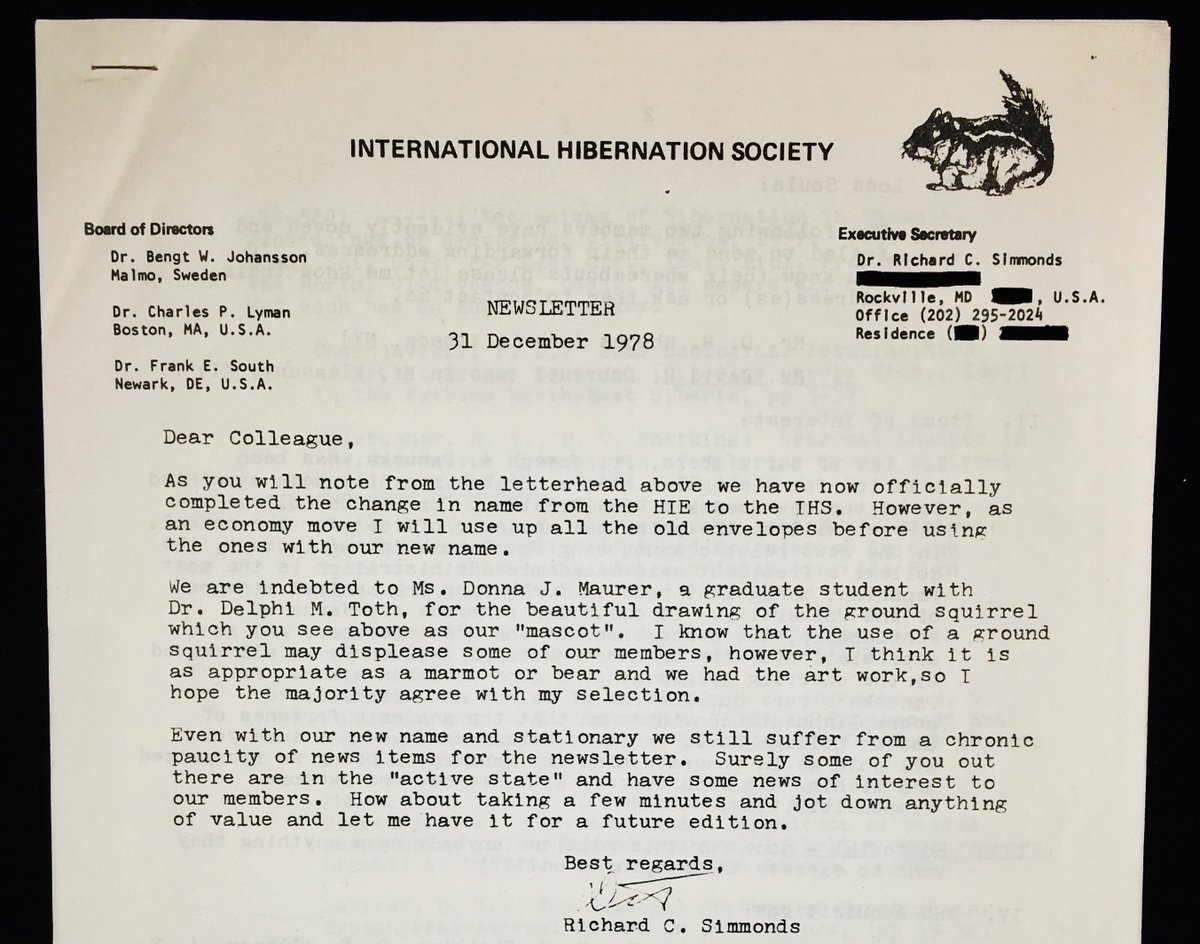 INTERNATIONAL HIBERNATION SOCIETY
Board of Directors
Dr. Bengt W. Johansson
Malmo, Sweden
Dr. Charles P. Lyman
Boston, MA, U.S.A.
Dr. Frank E. South
Newark, DE, U.S.A.
Executive Secretary
Dr. Richard C. Simmonds
Rockville, MD , U.S.A.
Office (202) 295-2024
Residence ( )
NEWSLETTER
31 December 1978
Dear Colleague,
As you will note from the letterhead above we have now officially
completed the change in name from the HIE to the IHS. However, as
an economy move I will use up all the old envelopes before using
the ones with our new name.
We are indebted to Ms. Donna J. Maurer, a graduate student with
Dr. Delphi M. Toth, for the beautiful drawing of the ground squirrel
which you see above as our "mascot". I know that the use of a ground
squirrel may displease some of our members, however, I think it is
as appropriate as a marmot or bear and we had the art work,so I
hope the majority agree with my selection.
Even with our new name and stationary we still suffer from a chronic
paucity of news items for the newsletter. Surely some of you out
there are in the "active state" and have some news of interest to
our members. How about taking a few minutes and jot down anything
of value and let me have it for a future edition.
Best regards,
Richard C. Simmonds